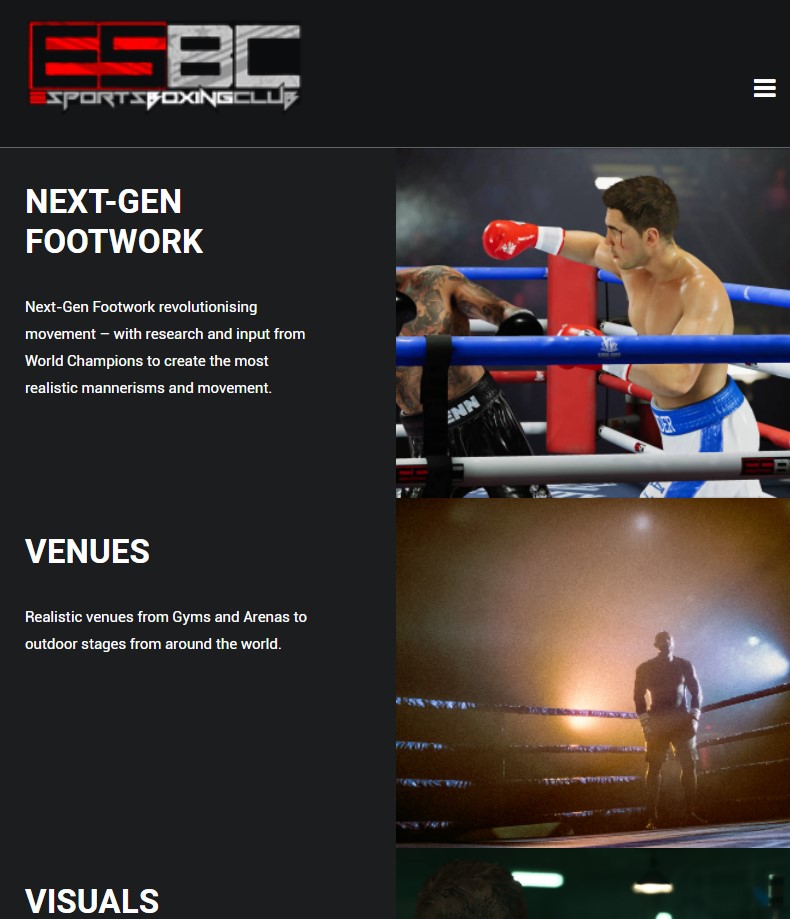 ESBC
ESPORTSBOXINGCLUB
NEXT-GEN
FOOTWORK
Next-Gen Footwork revolutionising
movement – with research and input from
World Champions to create the most
realistic mannerisms and movement.
VENUES
Realistic venues from Gyms and Arenas to
outdoor stages from around the world.
VISUALS